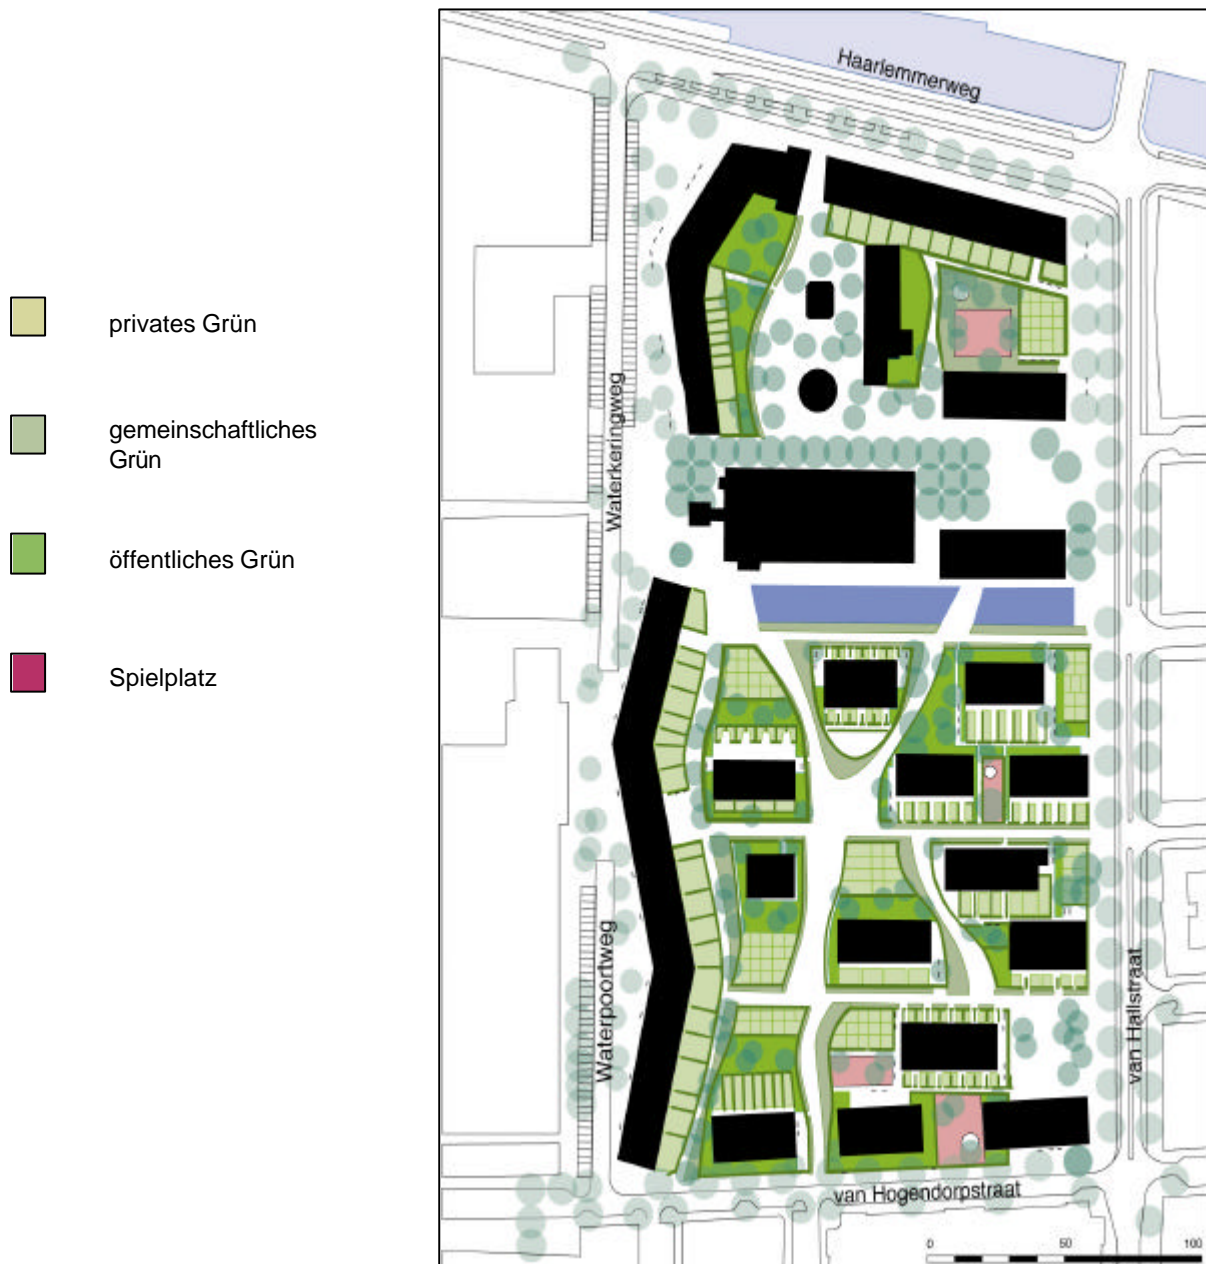 privates Grün
gemeinschaftliches
Grün
öffentliches Grün
Spielplatz
Haarlemmerweg
Waterkeringweg
Waterpoortweg
van Hallstraat
van Hogendorpstraat
0 50 100